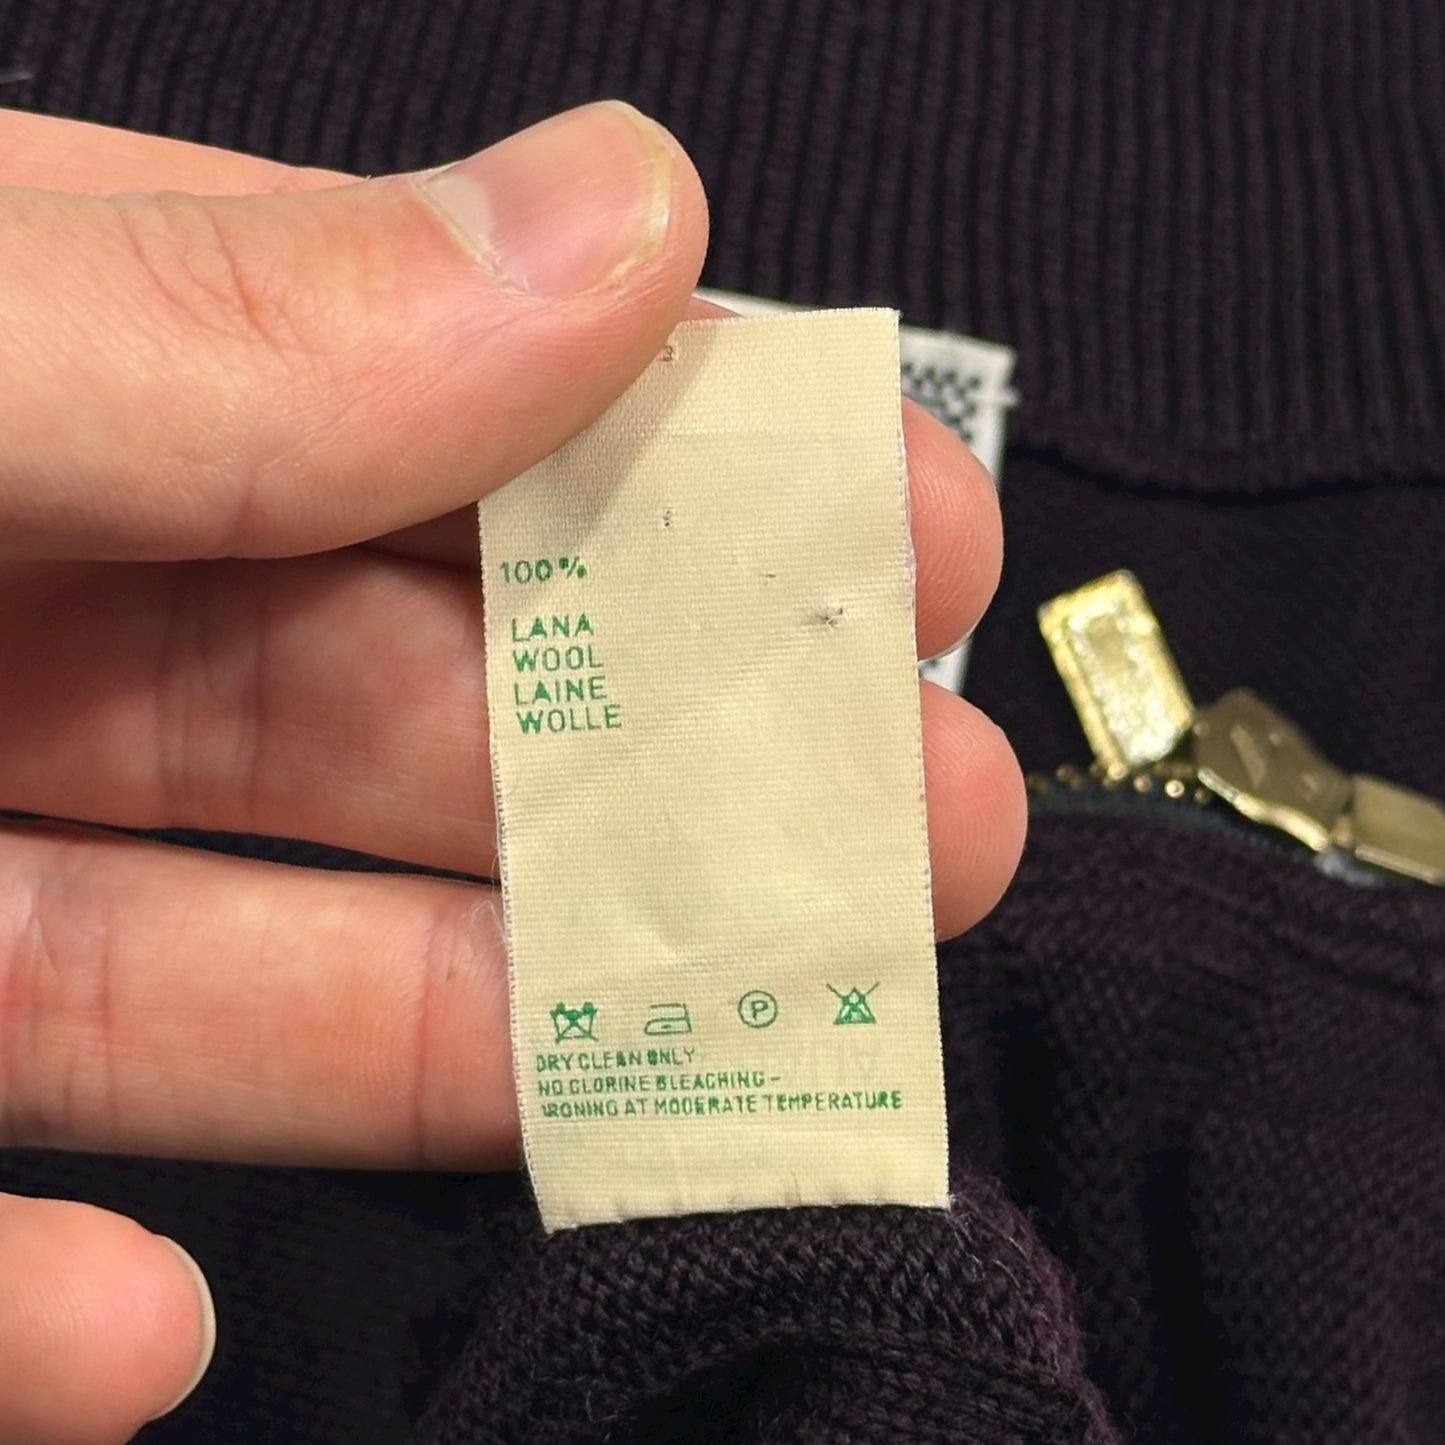 100%
LANA
WOOL
LAINE
WOLLE
P
DRY CLEAN ONLY
NO CLORINE BLEACHING -
IRONING AT MODERATE TEMPERATURE